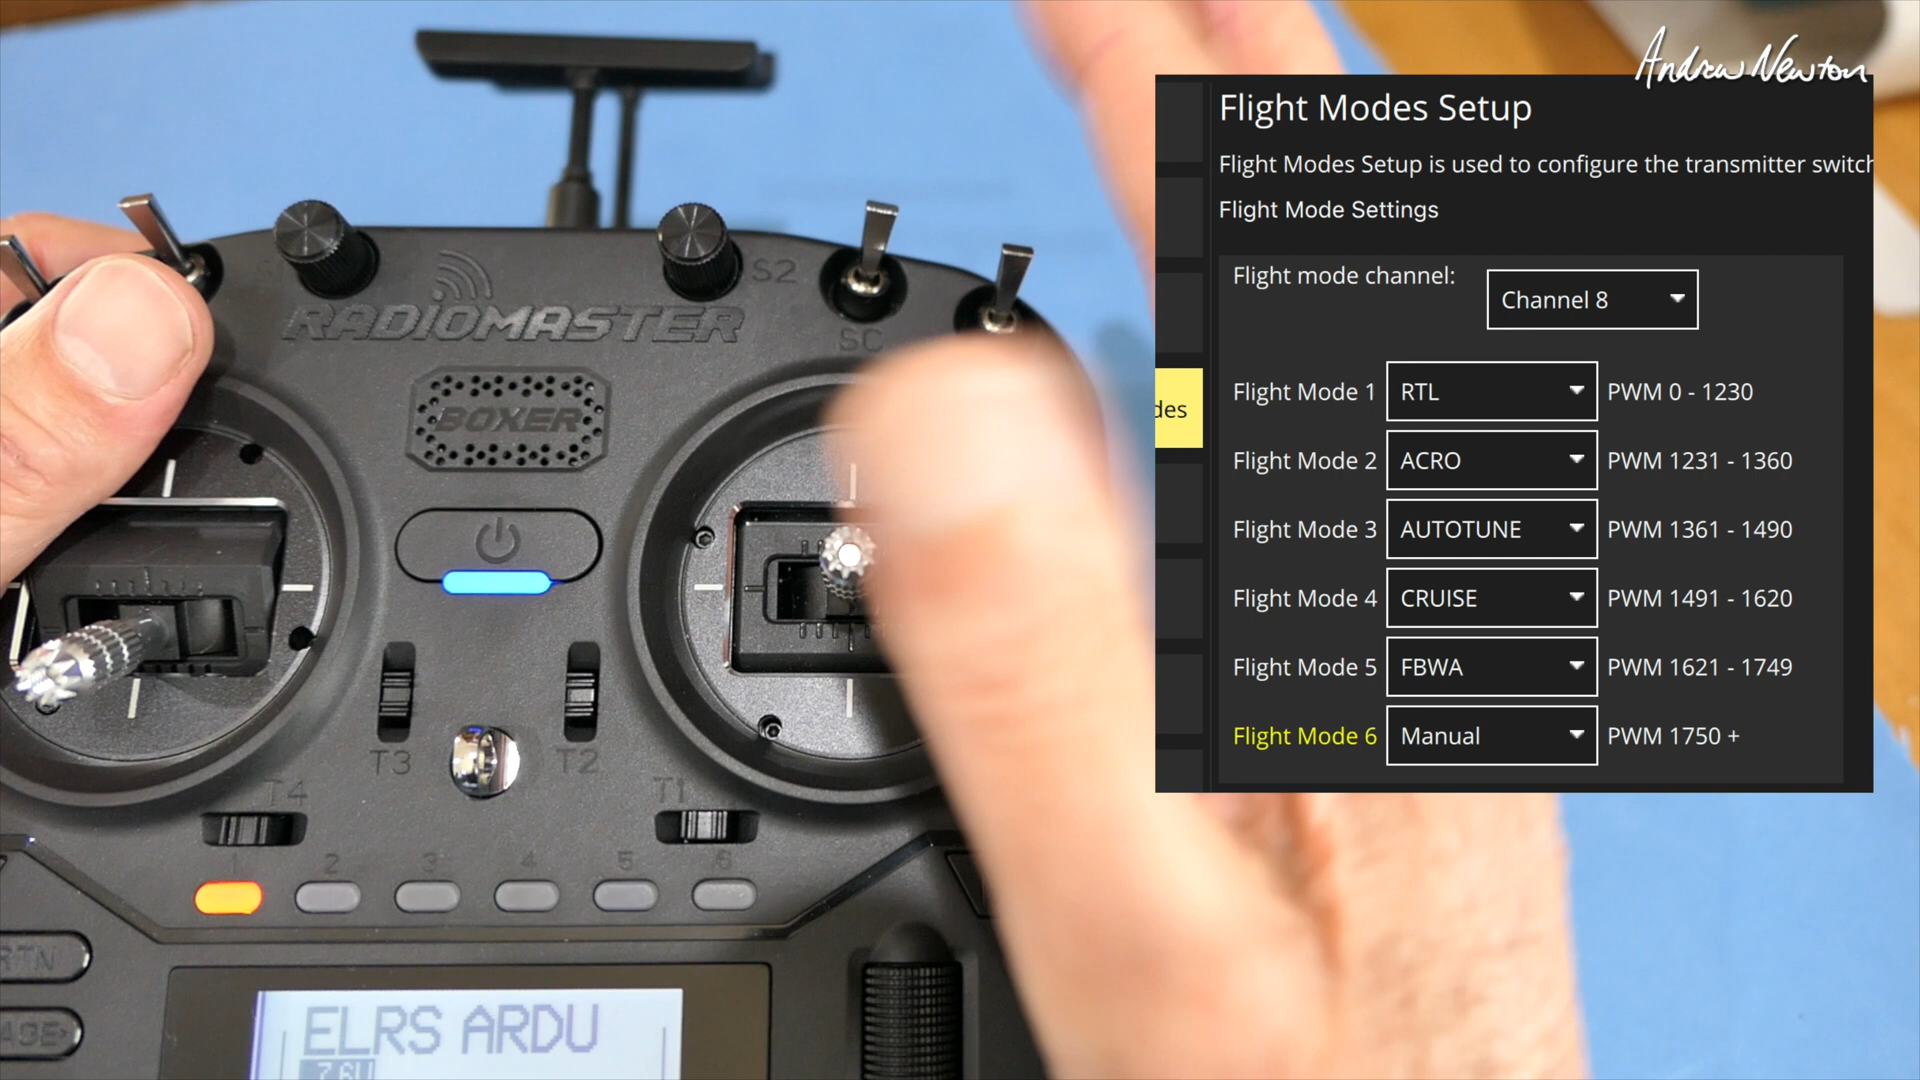 Andrew Newton
Flight Modes Setup
Flight Modes Setup is used to configure the transmitter switch
Flight Mode Settings
Flight mode channel: Channel 8
Flight Mode 1 RTL PWM 0 - 1230
Flight Mode 2 ACRO PWM 1231 - 1360
Flight Mode 3 AUTOTUNE PWM 1361 - 1490
Flight Mode 4 CRUISE PWM 1491 - 1620
Flight Mode 5 FBWA PWM 1621 - 1749
Flight Mode 6 Manual PWM 1750 +
des
S2
RADIOMASTER
SC
BOXER
T3
T2
T4
T1
1 2 3 4 5 6
RTN
AGE>
ELRS ARDU
7.6V